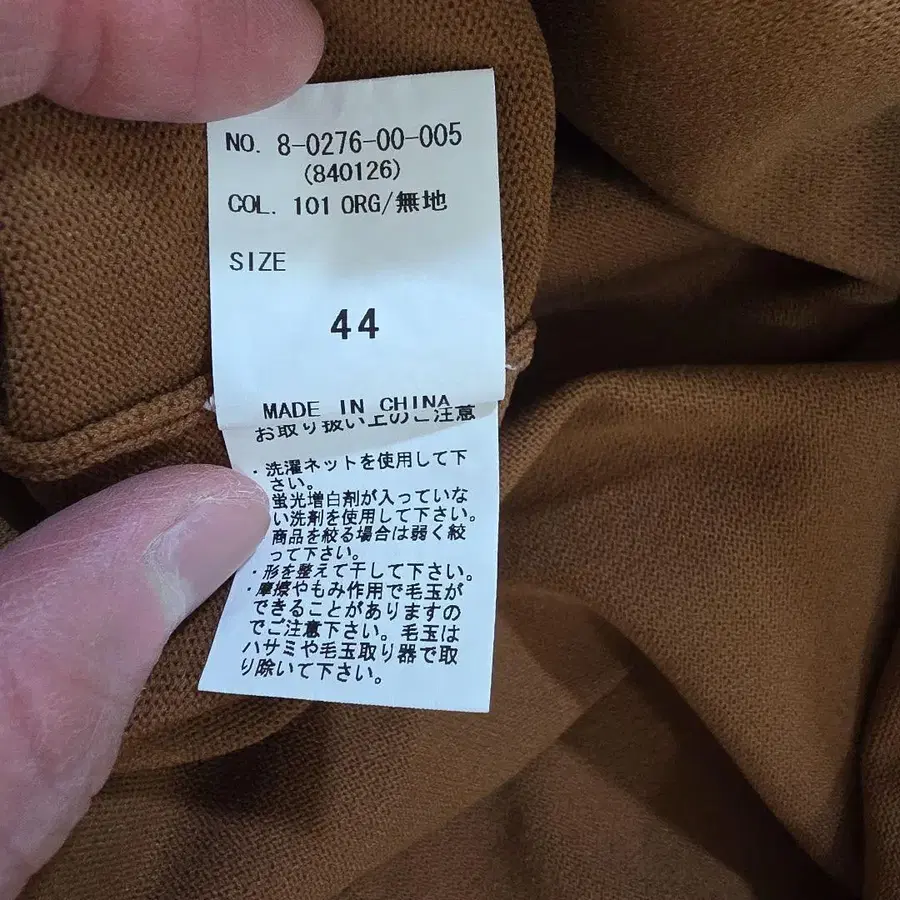 NO. 8-0276-00-005
(840126)
COL. 101 ORG/無地
SIZE
44
MADE IN CHINA
お取り扱い上のご注意
・洗濯ネットを使用して下
さい。
蛍光増白剤が入っていな
い洗剤を使用して下さい。
商品を絞る場合は弱く絞
って下さい。
・形を整えて干して下さい。
・摩擦やもみ作用で毛玉が
できることがありますの
でご注意下さい。毛玉は
ハサミや毛玉取り器で取
り除いて下さい。